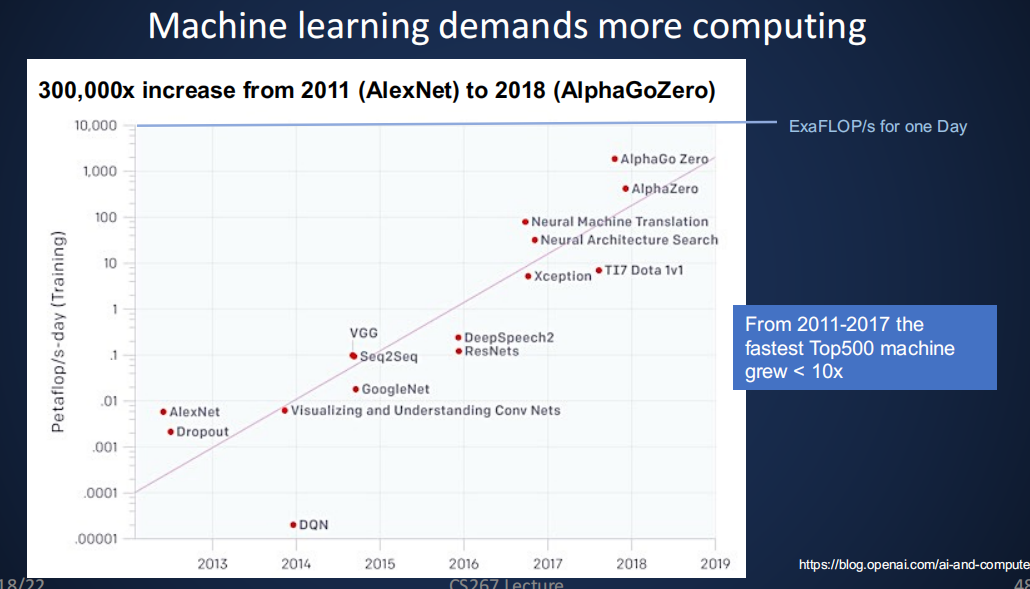 Machine learning demands more computing
300,000x increase from 2011 (AlexNet) to 2018 (AlphaGoZero)
10,000
ExaFLOP/s for one Day
AlphaGo Zero
1,000
AlphaZero
100
Neural Machine Translation
Neural Architecture Search
10
TI7 Dota 1v1
Xception
Petaflop/s-day (Training)
1
From 2011-2017 the
fastest Top500 machine
grew < 10x
VGG
DeepSpeech2
ResNets
.1
Seq2Seq
GoogleNet
.01
Visualizing and Understanding Conv Nets
AlexNet
Dropout
.001
.0001
DQN
.00001
2013 2014 2015 2016 2017 2018 2019
https://blog.openai.com/ai-and-compute
18/22 CS267 Lecture 48